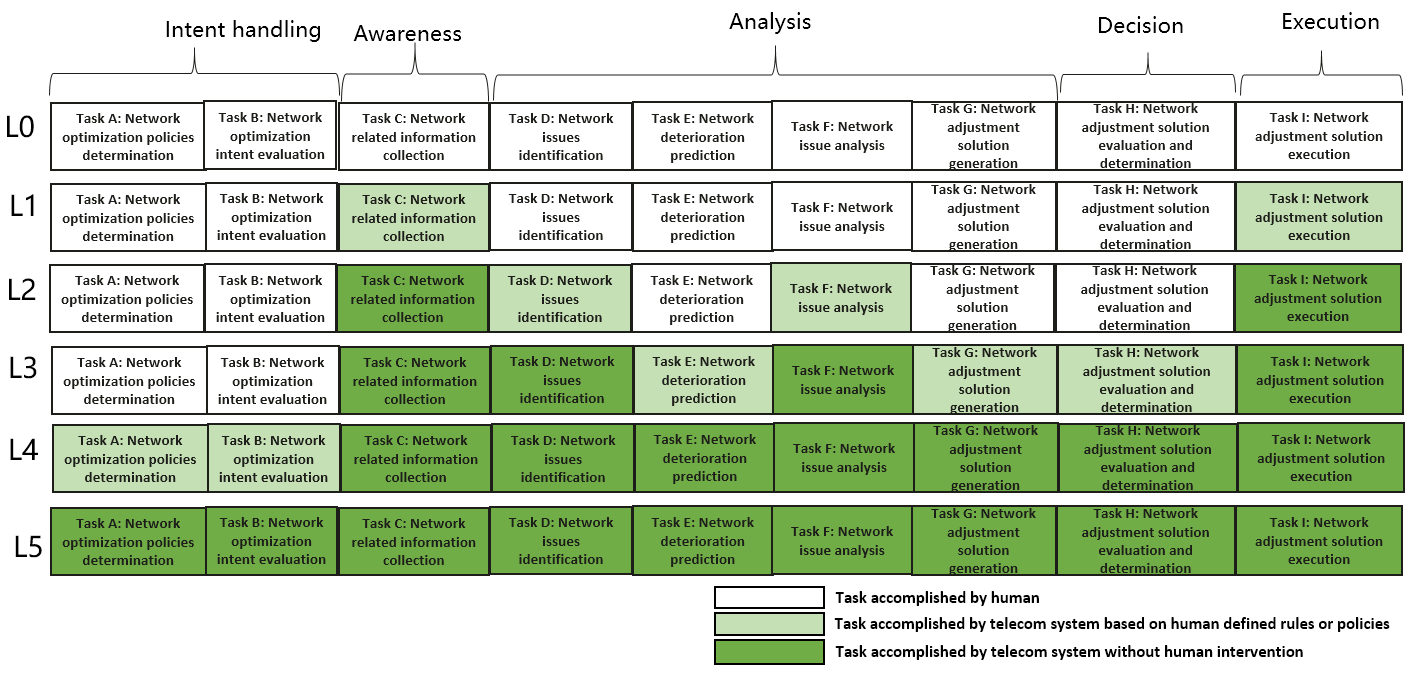 Intent handling
Awareness
Analysis
Decision
Execution
L0
Task A: Network
optimization policies
determination
Task B: Network
optimization
intent evaluation
Task C: Network
related information
collection
Task D: Network
issues
identification
Task E: Network
deterioration
prediction
Task F: Network
issue analysis
Task G: Network
adjustment
solution
generation
Task H: Network
adjustment solution
evaluation and
determination
Task I: Network
adjustment solution
execution
L1
Task A: Network
optimization policies
determination
Task B: Network
optimization
intent evaluation
Task C: Network
related information
collection
Task D: Network
issues
identification
Task E: Network
deterioration
prediction
Task F: Network
issue analysis
Task G: Network
adjustment
solution
generation
Task H: Network
adjustment solution
evaluation and
determination
Task I: Network
adjustment solution
execution
L2
Task A: Network
optimization policies
determination
Task B: Network
optimization
intent evaluation
Task C: Network
related information
collection
Task D: Network
issues
identification
Task E: Network
deterioration
prediction
Task F: Network
issue analysis
Task G: Network
adjustment
solution
generation
Task H: Network
adjustment solution
evaluation and
determination
Task I: Network
adjustment solution
execution
L3
Task A: Network
optimization policies
determination
Task B: Network
optimization
intent evaluation
Task C: Network
related information
collection
Task D: Network
issues
identification
Task E: Network
deterioration
prediction
Task F: Network
issue analysis
Task G: Network
adjustment
solution
generation
Task H: Network
adjustment solution
evaluation and
determination
Task I: Network
adjustment solution
execution
L4
Task A: Network
optimization policies
determination
Task B: Network
optimization
intent evaluation
Task C: Network
related information
collection
Task D: Network
issues
identification
Task E: Network
deterioration
prediction
Task F: Network
issue analysis
Task G: Network
adjustment
solution
generation
Task H: Network
adjustment solution
evaluation and
determination
Task I: Network
adjustment solution
execution
L5
Task A: Network
optimization policies
determination
Task B: Network
optimization
intent evaluation
Task C: Network
related information
collection
Task D: Network
issues
identification
Task E: Network
deterioration
prediction
Task F: Network
issue analysis
Task G: Network
adjustment
solution
generation
Task H: Network
adjustment solution
evaluation and
determination
Task I: Network
adjustment solution
execution
Task accomplished by human
Task accomplished by telecom system based on human defined rules or policies
Task accomplished by telecom system without human intervention